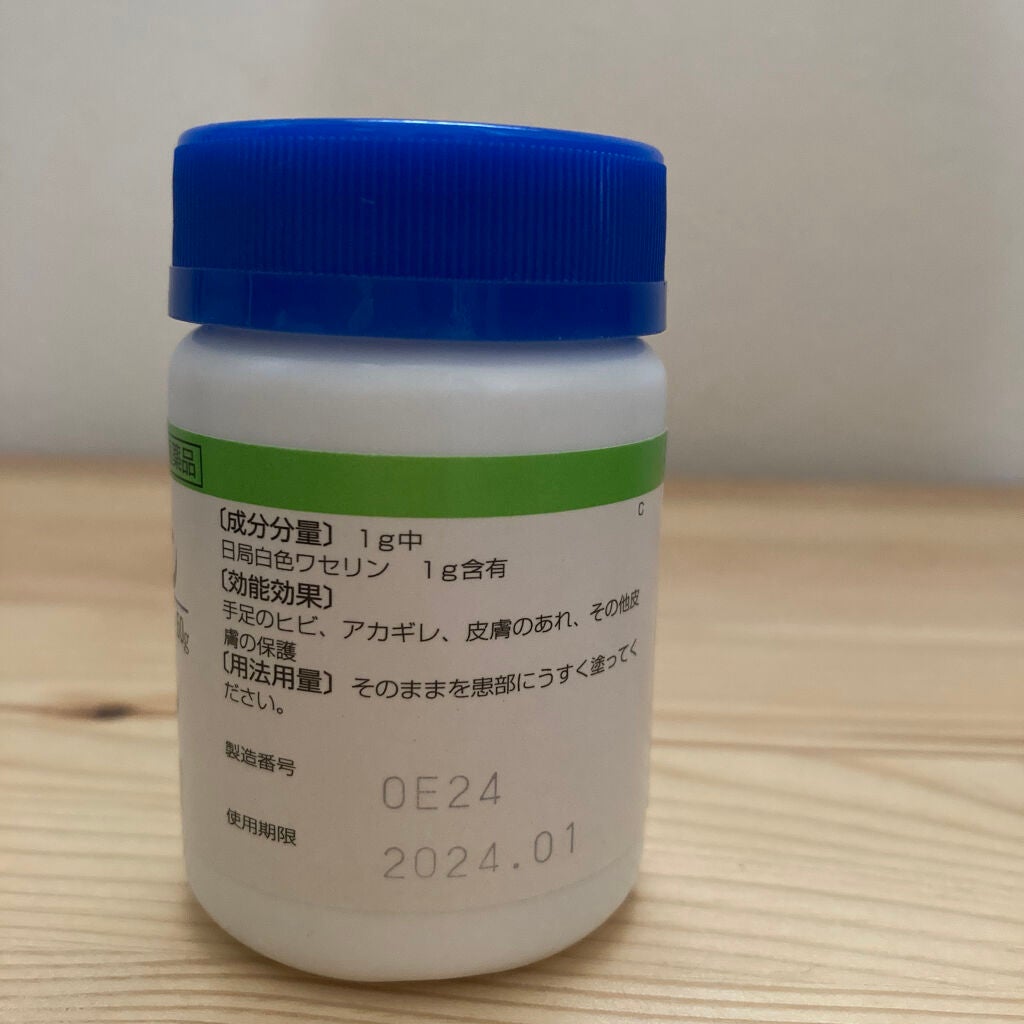 薬品
C
〔成分分量〕 1g中
日局白色ワセリン 1g含有
〔効能効果〕
手足のヒビ、アカギレ、皮膚のあれ、その他皮
膚の保護
〔用法用量〕 そのままを患部にうすく塗ってく
ださい。
0g
製造番号 0E24
使用期限 2024.01